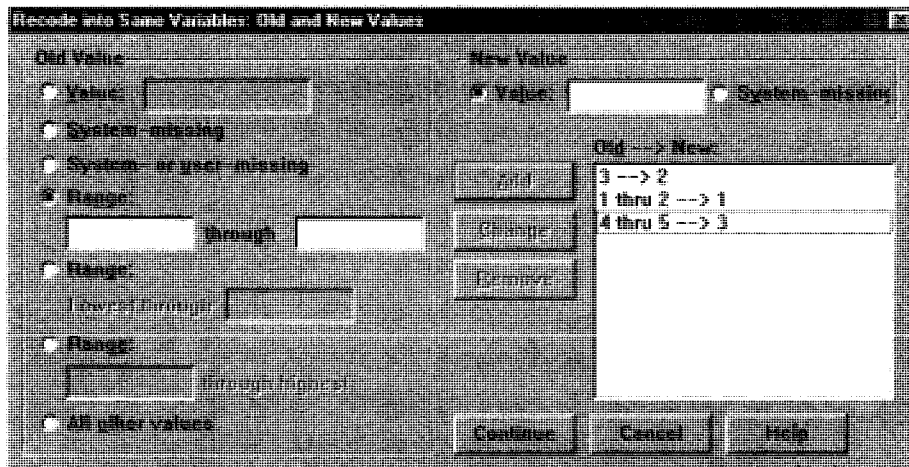 Recode into Same Variables: Old and New Values
Old Value
Value:
System-missing
System- or user-missing
Range:
through
Range:
Lowest through
Range:
through highest
All other values
New Value
Value:
System-missing
Old --> New:
3 --> 2
1 thru 2 --> 1
4 thru 5 --> 3
Add
Change
Remove
Continue
Cancel
Help